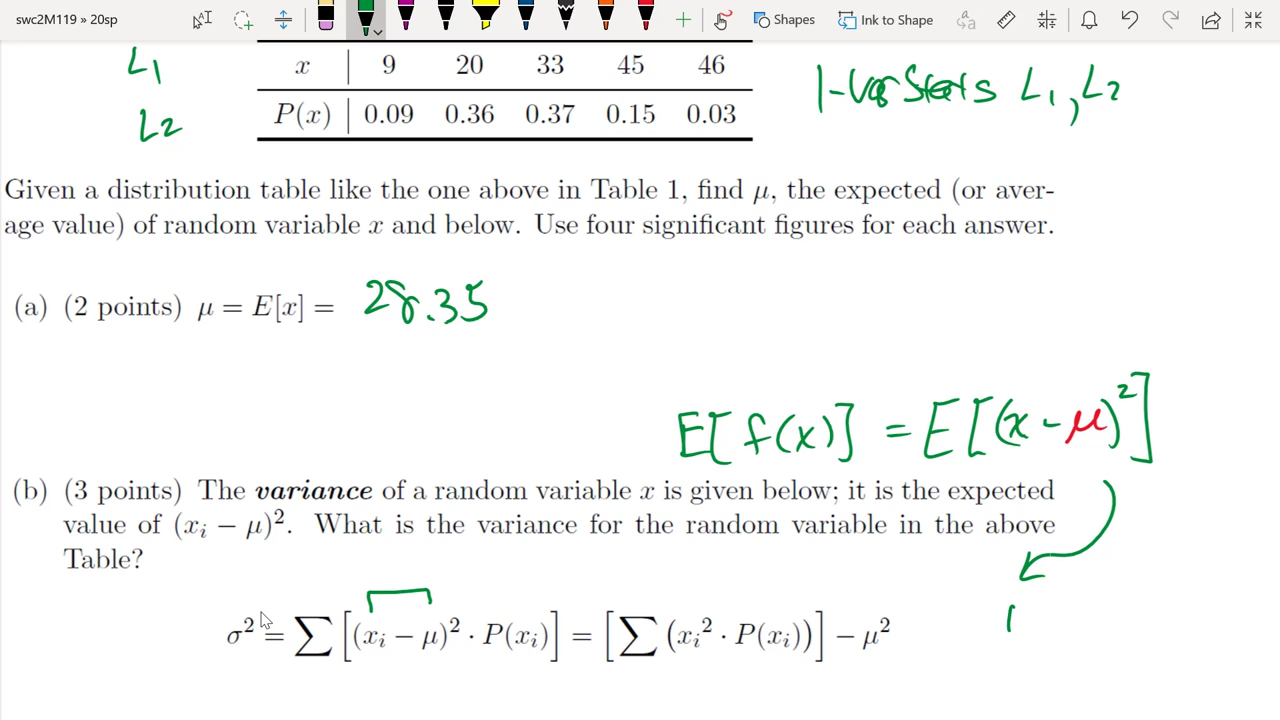 swc2M119 » 20sp
Shapes
Ink to Shape
L1
x | 9 20 33 45 46
1-Var Stats L1, L2
L2
P(x) | 0.09 0.36 0.37 0.15 0.03
Given a distribution table like the one above in Table 1, find μ, the expected (or aver-
age value) of random variable x and below. Use four significant figures for each answer.
(a) (2 points) μ = E[x] = 28.35
E[f(x)] = E[(x - μ)²]
(b) (3 points) The variance of a random variable x is given below; it is the expected
value of (xᵢ − μ)². What is the variance for the random variable in the above
Table?
σ² = ∑ [(xᵢ − μ)² · P(xᵢ)] = [∑ (xᵢ² · P(xᵢ))] − μ²